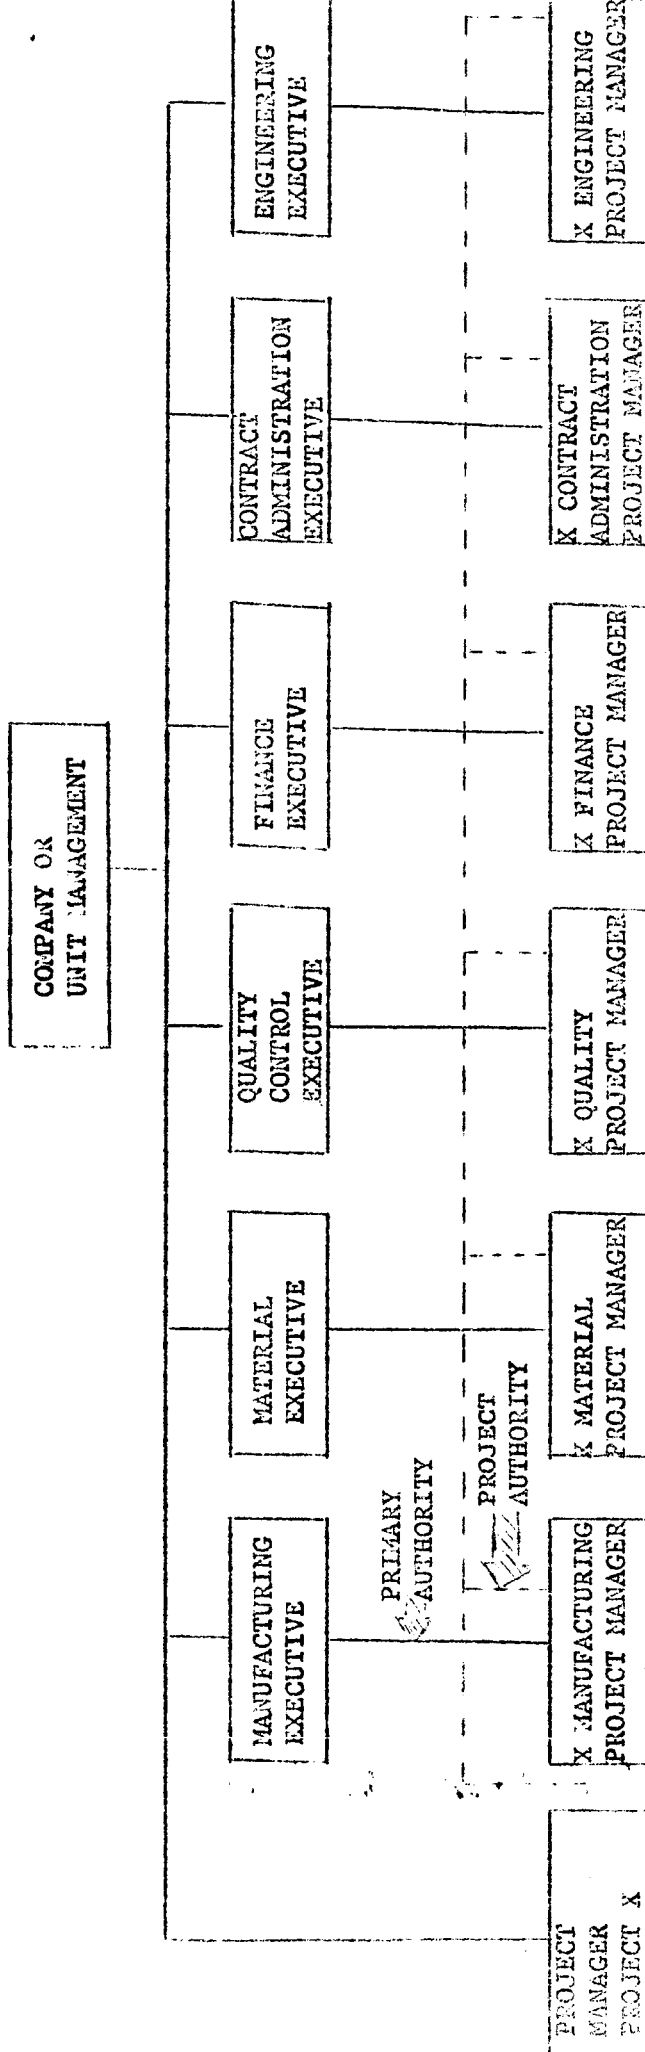 COMPANY OR
UNIT MANAGEMENT
MANUFACTURING
EXECUTIVE
MATERIAL
EXECUTIVE
QUALITY
CONTROL
EXECUTIVE
FINANCE
EXECUTIVE
CONTRACT
ADMINISTRATION
EXECUTIVE
ENGINEERING
EXECUTIVE
PRIMARY
AUTHORITY
PROJECT
AUTHORITY
PROJECT
MANAGER
PROJECT X
X MANUFACTURING
PROJECT MANAGER
X MATERIAL
PROJECT MANAGER
X QUALITY
PROJECT MANAGER
X FINANCE
PROJECT MANAGER
X CONTRACT
ADMINISTRATION
PROJECT MANAGER
X ENGINEERING
PROJECT MANAGER